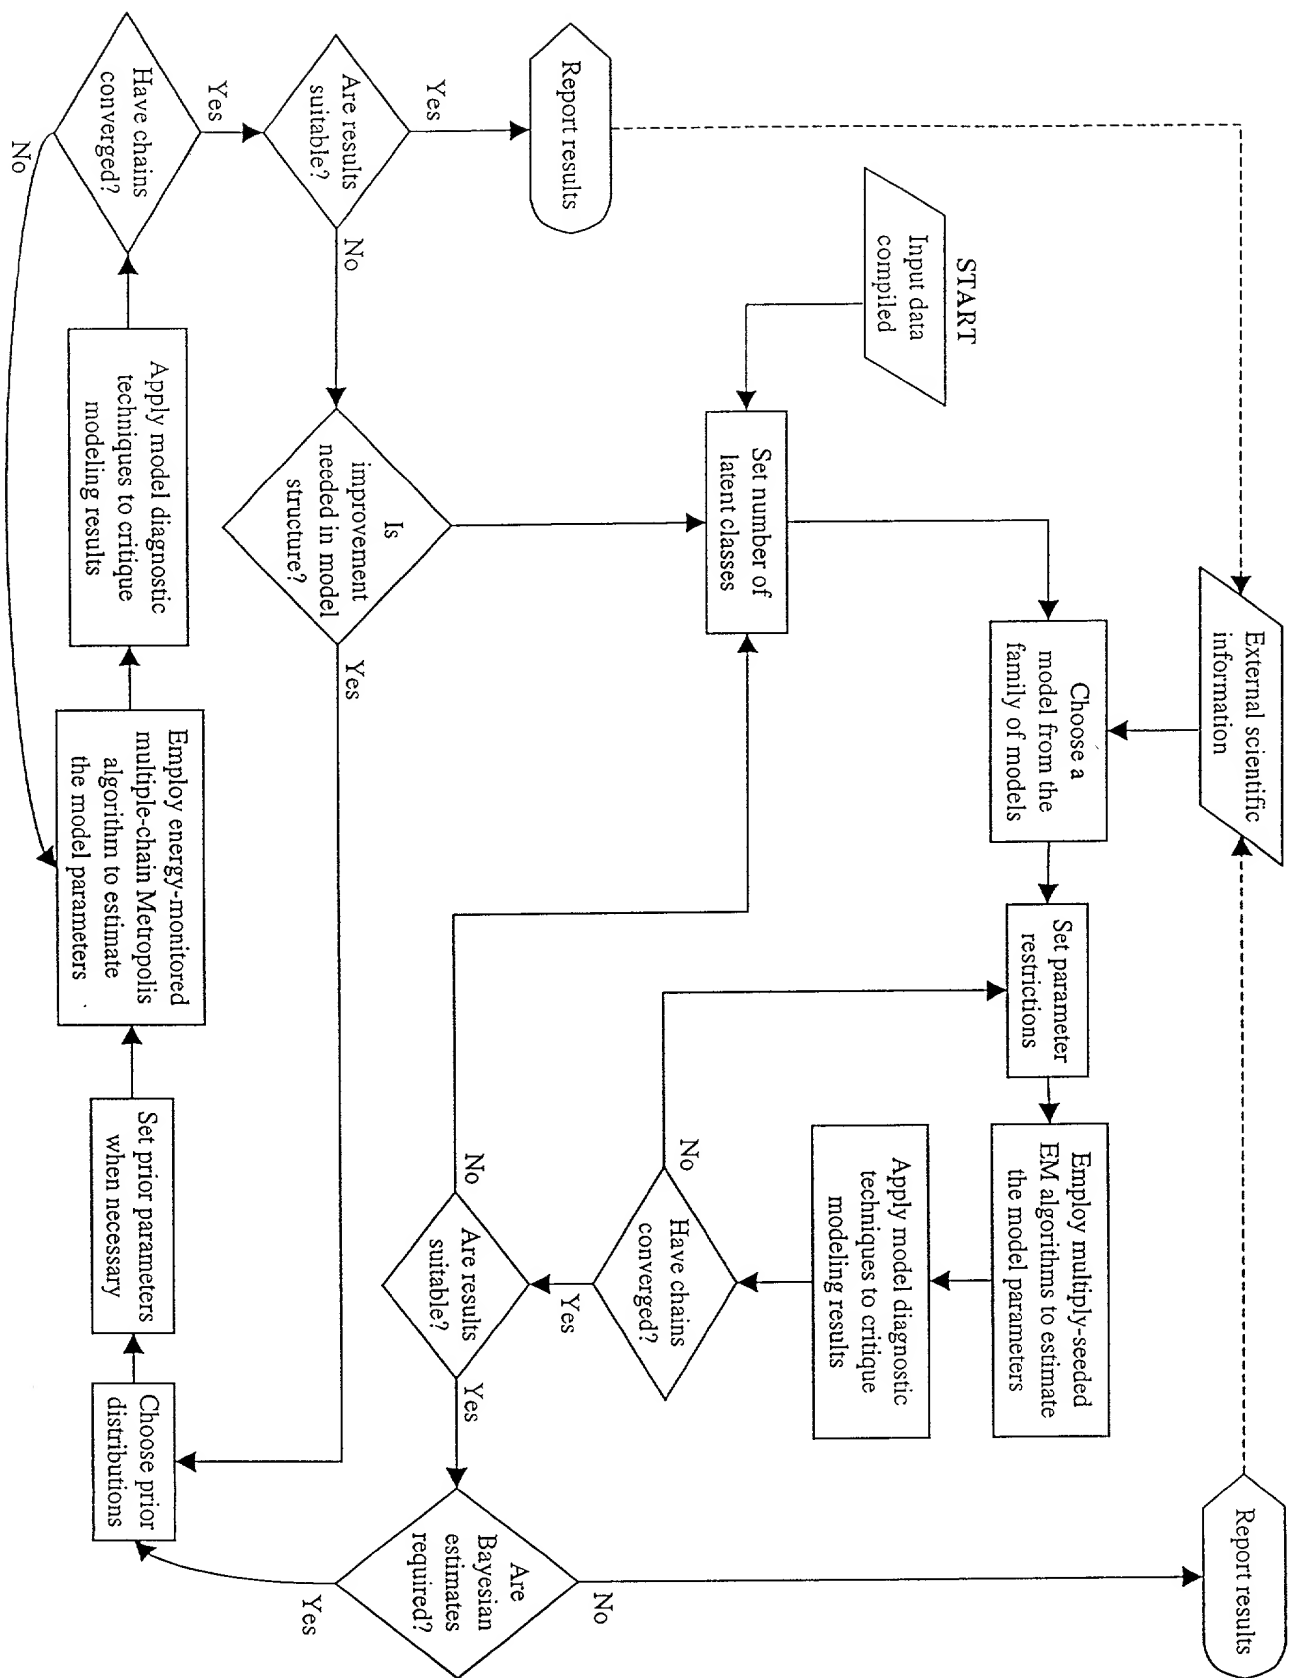 External scientific
information
Report results
Choose a
model from the
family of models
Set parameter
restrictions
Employ multiply-seeded
EM algorithms to estimate
the model parameters
START
Input data
compiled
Apply model diagnostic
techniques to critique
modeling results
Set number of
latent classes
No
Have chains
converged?
Yes
No
Report results
Yes
No
Are results
suitable?
Yes
Are
Bayesian
estimates
required?
Yes
Are results
suitable?
No
Is
improvement
needed in model
structure?
Yes
Yes
Have chains
converged?
No
Apply model diagnostic
techniques to critique
modeling results
Employ energy-monitored
multiple-chain Metropolis
algorithm to estimate
the model parameters
Set prior parameters
when necessary
Choose prior
distributions